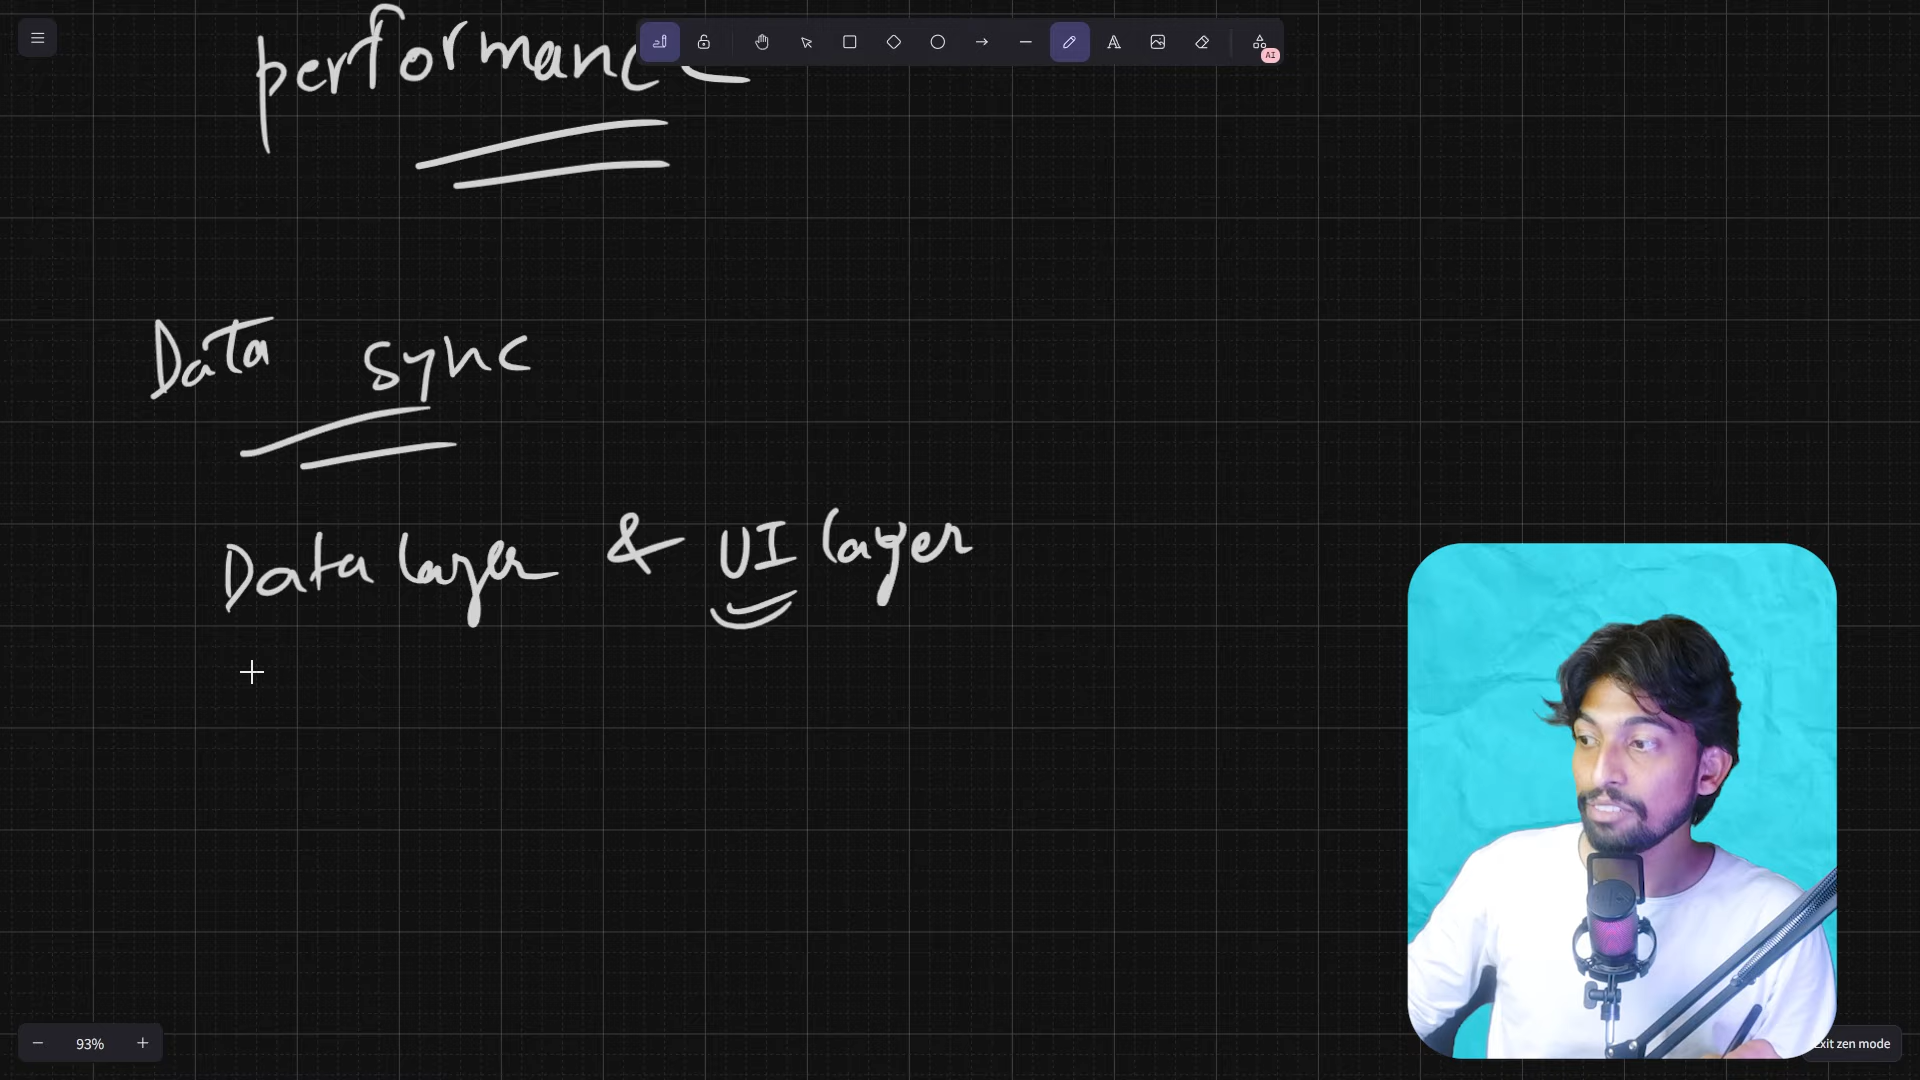 performance
AI
Data sync
Data layer & UI layer
93%
Exit zen mode